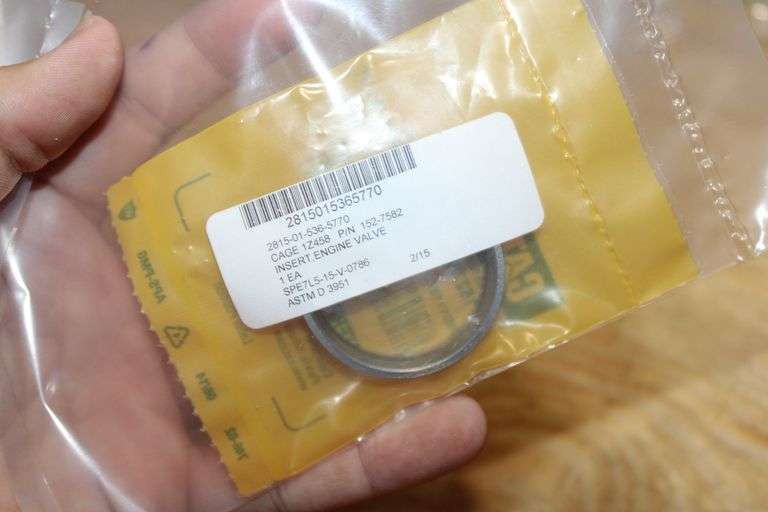 2815015365770
2815-01-536-5770
CAGE 1Z458 P/N 152-7582
INSERT,ENGINE VALVE
1 EA
SPE7L5-15-V-0786 2/15
ASTM D 3951